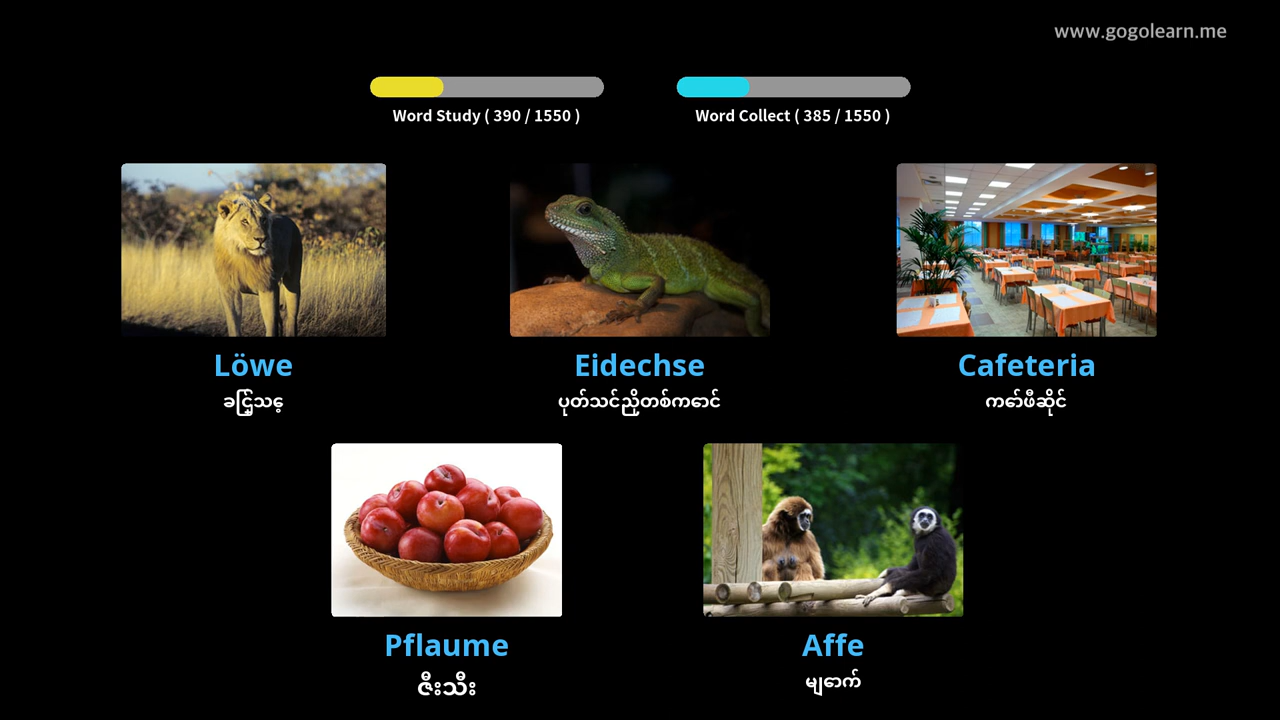 www.gogolearn.me
Word Study ( 390 / 1550 )
Word Collect ( 385 / 1550 )
Löwe
Eidechse
Cafeteria
ခင်္သြေ့
ပုတ်သင်ညိုတစ်ကောင်
ကော်ဖီဆိုင်
Pflaume
Affe
ဇီးသီး
မျောက်